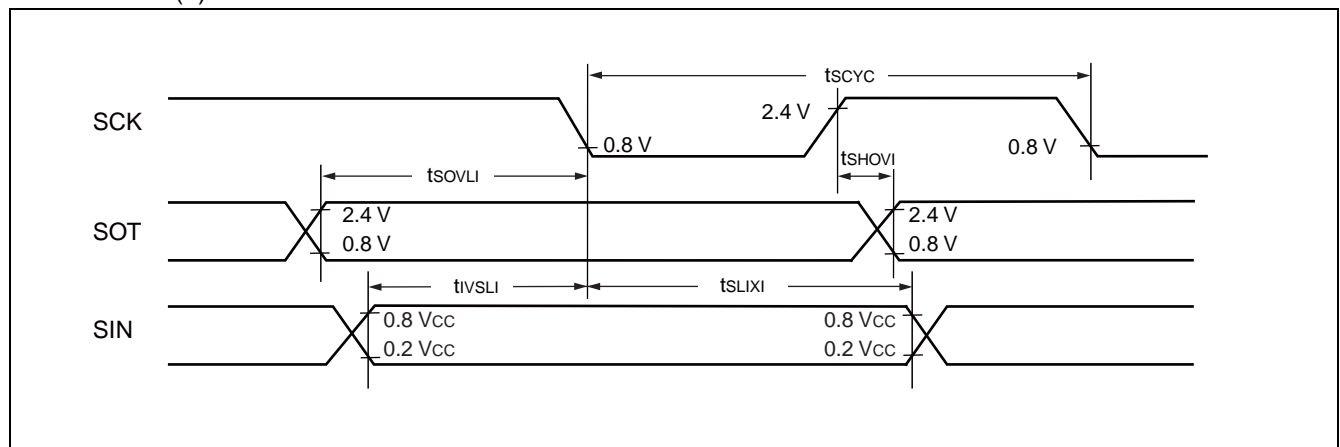 tSCYC
SCK
2.4 V
0.8 V
0.8 V
tSHOVI
tSOVLI
SOT
2.4 V
0.8 V
2.4 V
0.8 V
tIVSLI
tSLIXI
SIN
0.8 VCC
0.2 VCC
0.8 VCC
0.2 VCC